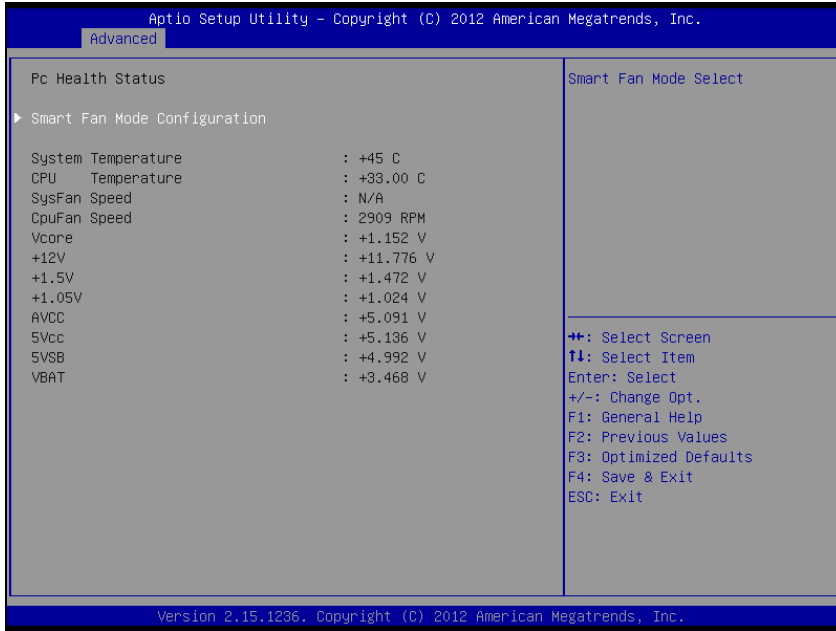 Aptio Setup Utility – Copyright (C) 2012 American Megatrends, Inc.
Advanced
Pc Health Status
Smart Fan Mode Configuration
System Temperature : +45 C
CPU Temperature : +33.00 C
SysFan Speed : N/A
CpuFan Speed : 2909 RPM
Vcore : +1.152 V
+12V : +11.776 V
+1.5V : +1.472 V
+1.05V : +1.024 V
AVCC : +5.091 V
5Vcc : +5.136 V
5VSB : +4.992 V
VBAT : +3.468 V
Smart Fan Mode Select
→←: Select Screen
↑↓: Select Item
Enter: Select
+/-: Change Opt.
F1: General Help
F2: Previous Values
F3: Optimized Defaults
F4: Save & Exit
ESC: Exit
Version 2.15.1236. Copyright (C) 2012 American Megatrends, Inc.